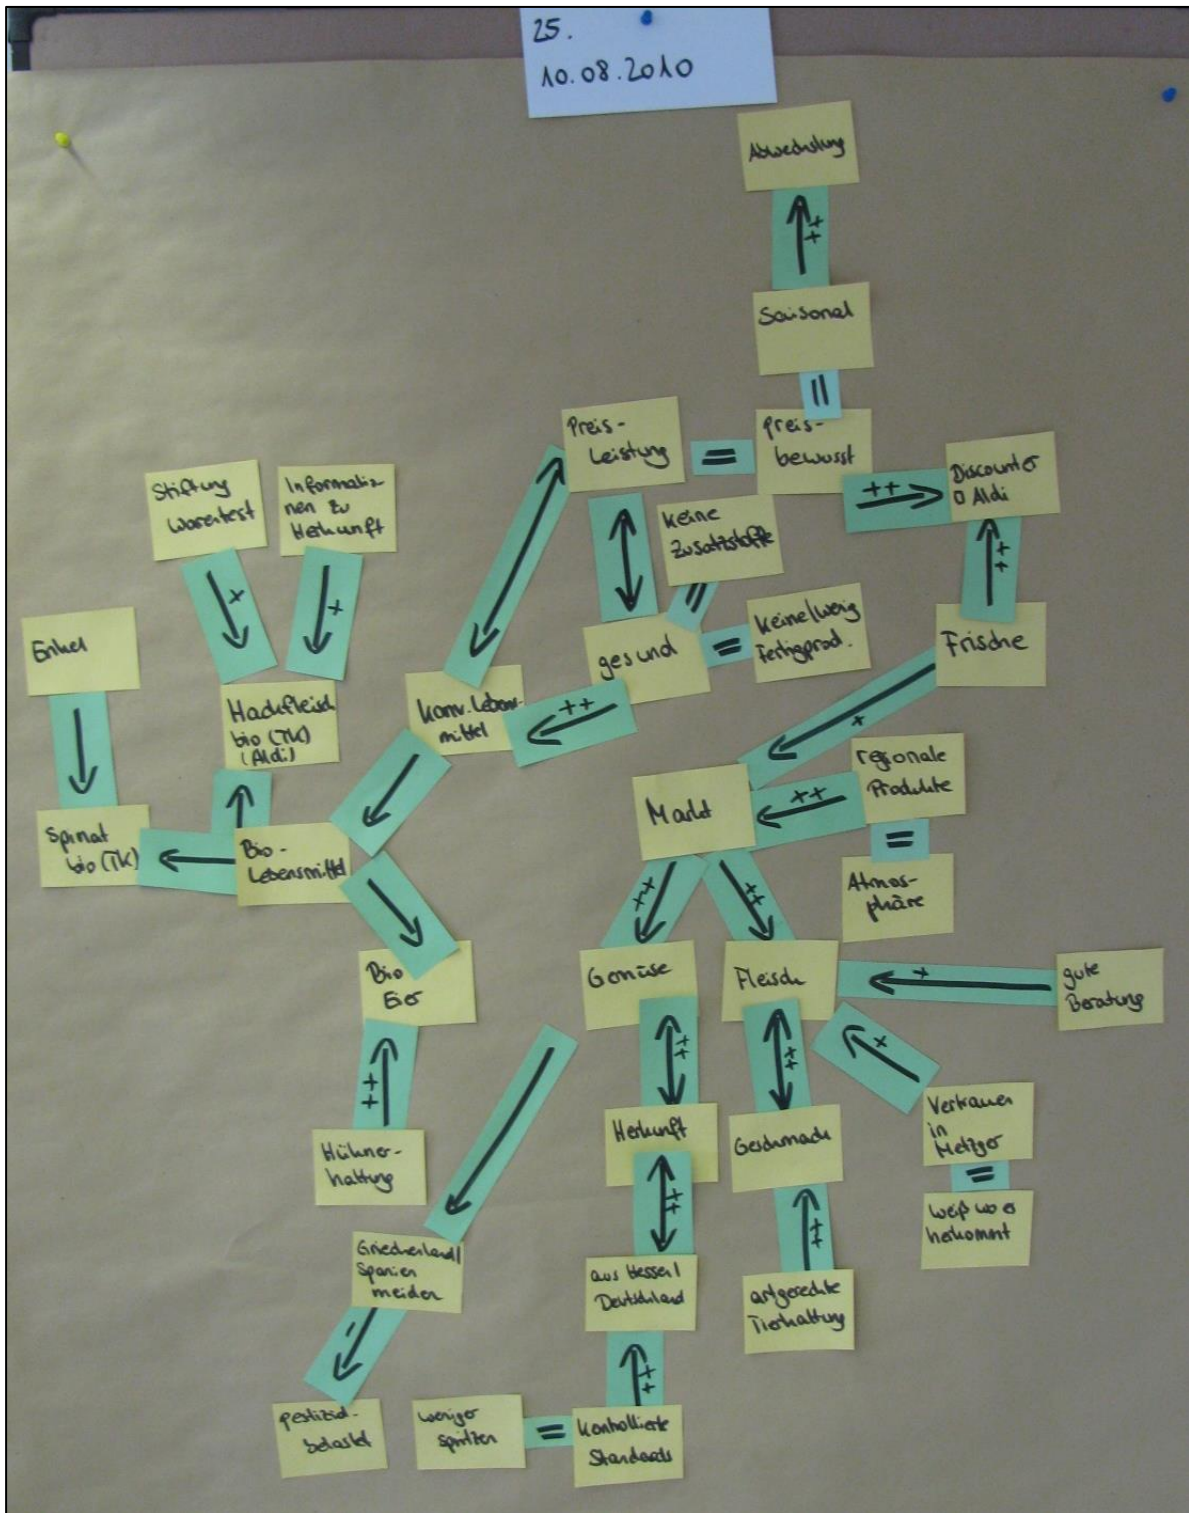 25.
10.08.2010
Abwechslung
++
Saisonal
=
Preis-
Leistung
=
preis-
bewusst
++
Discounter
Aldi
Stiftung
Warentest
Informatio-
nen zu
Herkunft
keine
Zusatzstoffe
=
++
+
+
Enkel
gesund
=
keine/wenig
Fertigprod.
Frische
Hackfleisch
bio (TK)
(Aldi)
konv. Lebens-
mittel
++
+
regionale
Produkte
++
Markt
=
Spinat
bio (TK)
Bio-
Lebensmittel
Atmos-
phäre
++
++
Bio
Eier
Gemüse
Fleisch
+
gute
Beratung
++
++
++
+
Hühner-
haltung
Herkunft
Geschmack
Vertrauen
in
Metzger
=
weiß wo er
herkommt
++
++
Griechenland/
Spanien
meiden
aus Hessen/
Deutschland
artgerechte
Tierhaltung
-
++
pestizid-
belastet
weniger
spritzen
=
Kontrollierte
Standards